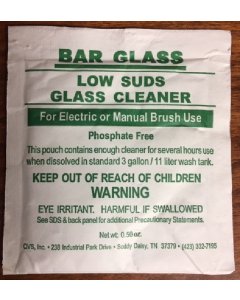 BAR GLASS
LOW SUDS
GLASS CLEANER
For Electric or Manual Brush Use
Phosphate Free
This pouch contains enough cleaner for several hours use
when dissolved in standard 3 gallon / 11 liter wash tank.
KEEP OUT OF REACH OF CHILDREN
WARNING
EYE IRRITANT. HARMFUL IF SWALLOWED
See SDS & back panel for additional Precautionary Statements.
Net wt. 0.50oz.
CVS, Inc. • 238 Industrial Park Drive • Soddy Daisy, TN 37379 • (423) 332-7195